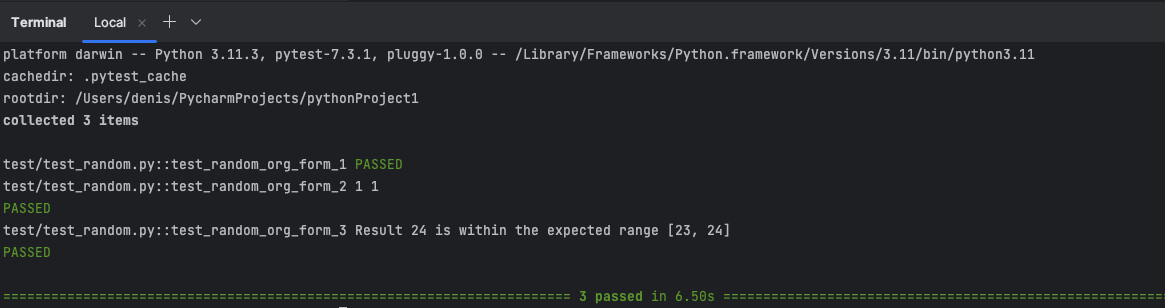 Terminal Local
platform darwin -- Python 3.11.3, pytest-7.3.1, pluggy-1.0.0 -- /Library/Frameworks/Python.framework/Versions/3.11/bin/python3.11
cachedir: .pytest_cache
rootdir: /Users/denis/PycharmProjects/pythonProject1
collected 3 items
test/test_random.py::test_random_org_form_1 PASSED
test/test_random.py::test_random_org_form_2 1 1
PASSED
test/test_random.py::test_random_org_form_3 Result 24 is within the expected range [23, 24]
PASSED
======================================================================= 3 passed in 6.50s =======================================================